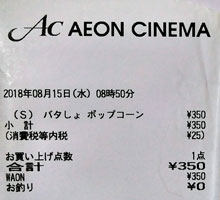 AC AEON CINEMA
2018年08月15日(水) 08時50分
(S) バタしょ ポップコーン ¥350
小 計 ¥350
(消費税等内税 ¥25)
お買い上げ点数 1点
合計 ¥350
WAON ¥350
お釣り ¥0